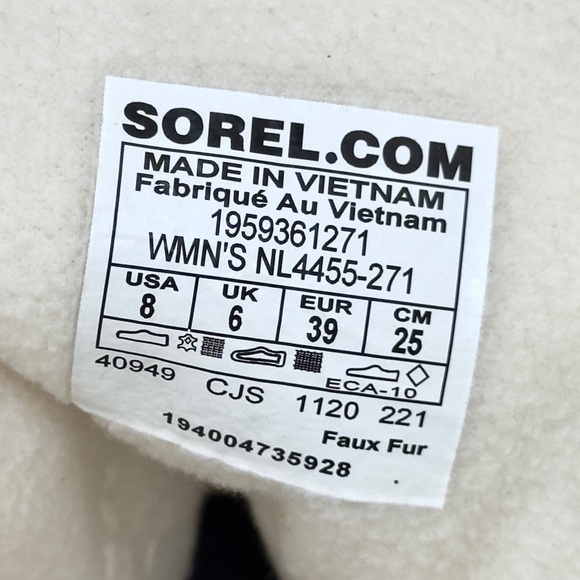 SOREL.COM
MADE IN VIETNAM
Fabriqué Au Vietnam
1959361271
WMN'S NL4455-271
USA UK EUR CM
8 6 39 25
ECA-10
40949 CJS 1120 221
Faux Fur
194004735928